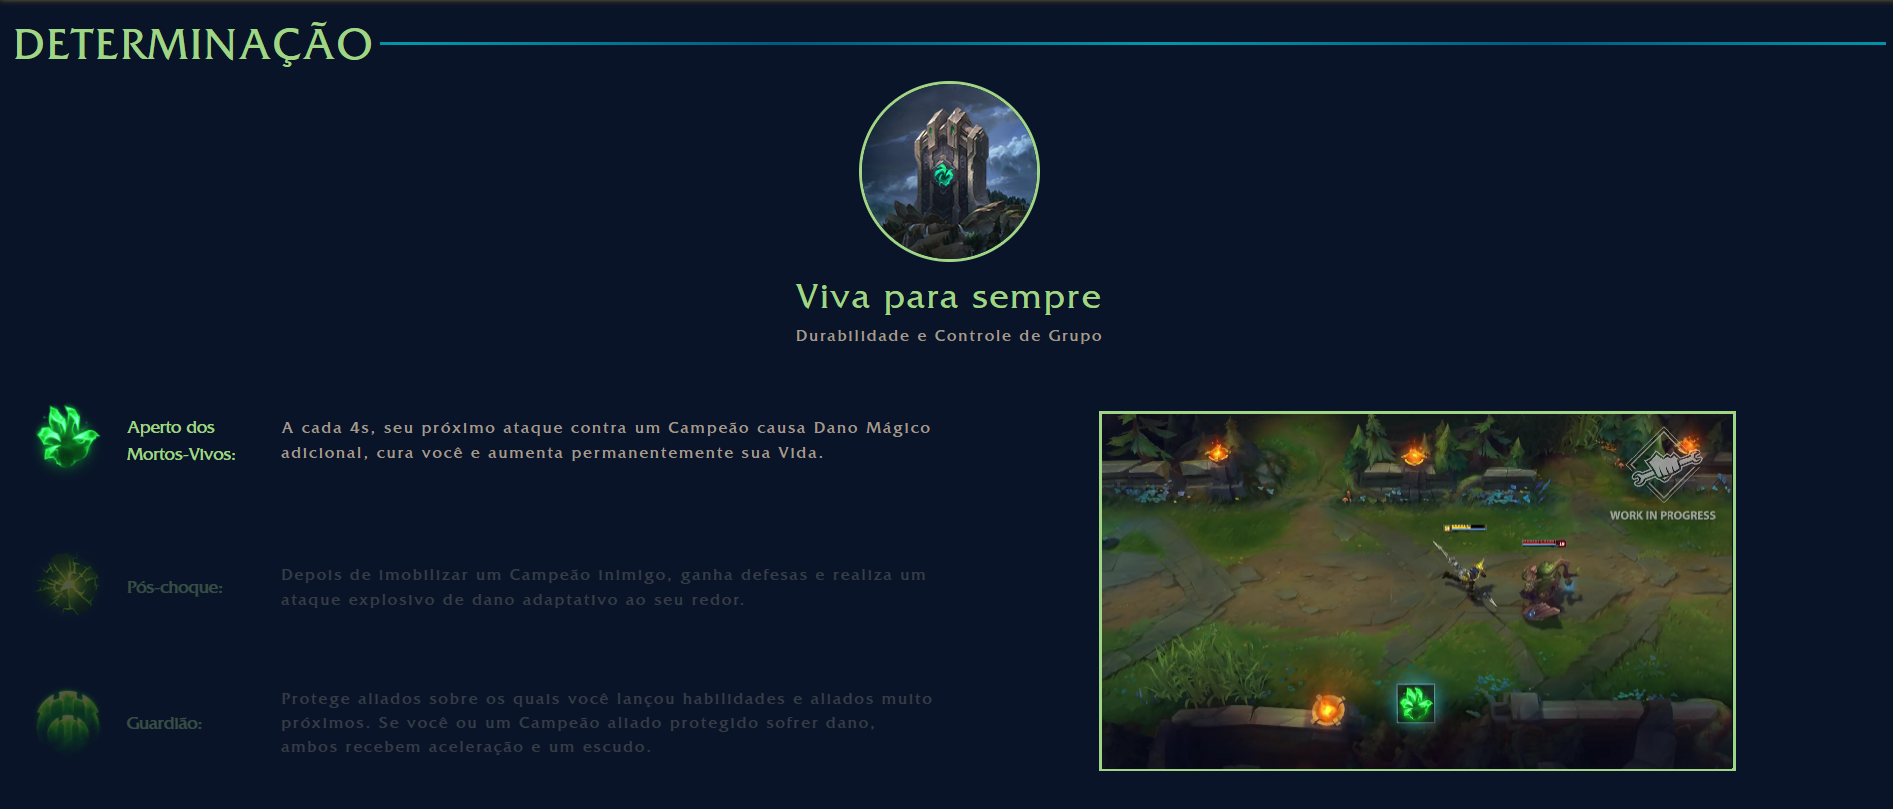 DETERMINAÇÃO
Viva para sempre
Durabilidade e Controle de Grupo
Aperto dos
Mortos-Vivos:
A cada 4s, seu próximo ataque contra um Campeão causa Dano Mágico
adicional, cura você e aumenta permanentemente sua Vida.
WORK IN PROGRESS
Pós-choque:
Depois de imobilizar um Campeão inimigo, ganha defesas e realiza um
ataque explosivo de dano adaptativo ao seu redor.
Guardião:
Protege aliados sobre os quais você lançou habilidades e aliados muito
próximos. Se você ou um Campeão aliado protegido sofrer dano,
ambos recebem aceleração e um escudo.